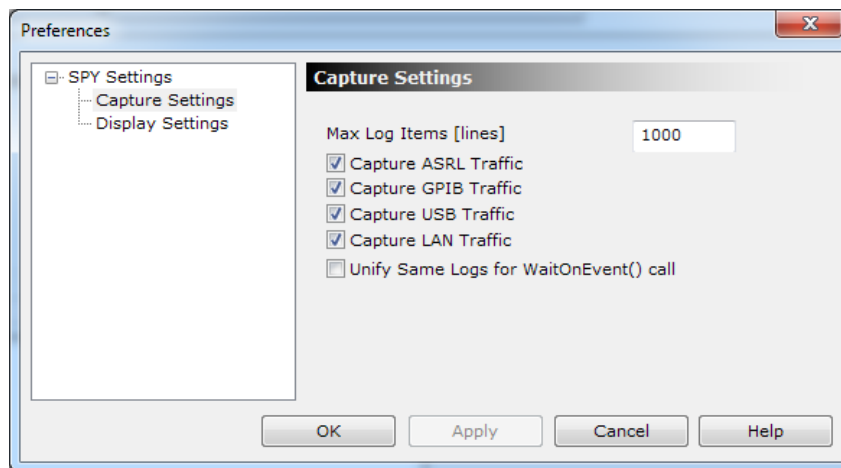 Preferences
SPY Settings
Capture Settings
Display Settings
Capture Settings
Max Log Items [lines] 1000
Capture ASRL Traffic
Capture GPIB Traffic
Capture USB Traffic
Capture LAN Traffic
Unify Same Logs for WaitOnEvent() call
OK Apply Cancel Help